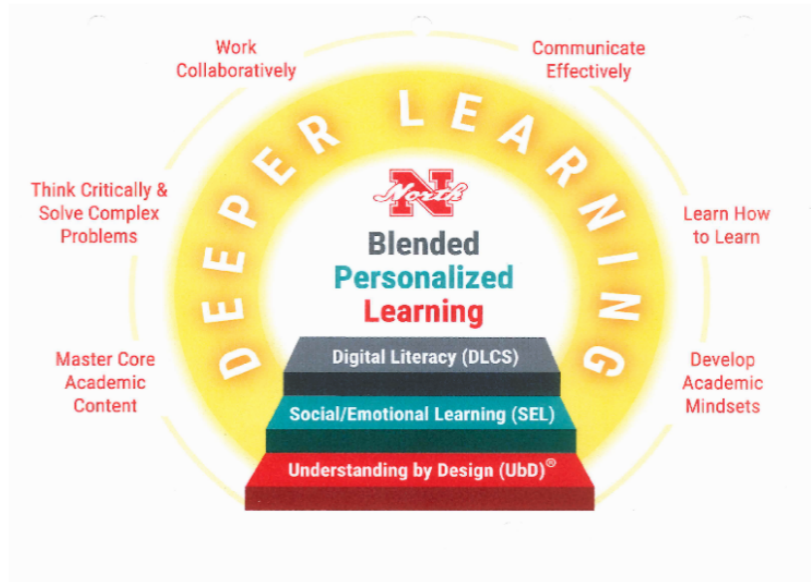 Work
Collaboratively
Communicate
Effectively
DEEPER LEARNING
Think Critically &
Solve Complex
Problems
N
North
Blended
Personalized
Learning
Learn How
to Learn
Master Core
Academic
Content
Develop
Academic
Mindsets
Digital Literacy (DLCS)
Social/Emotional Learning (SEL)
Understanding by Design (UbD)®